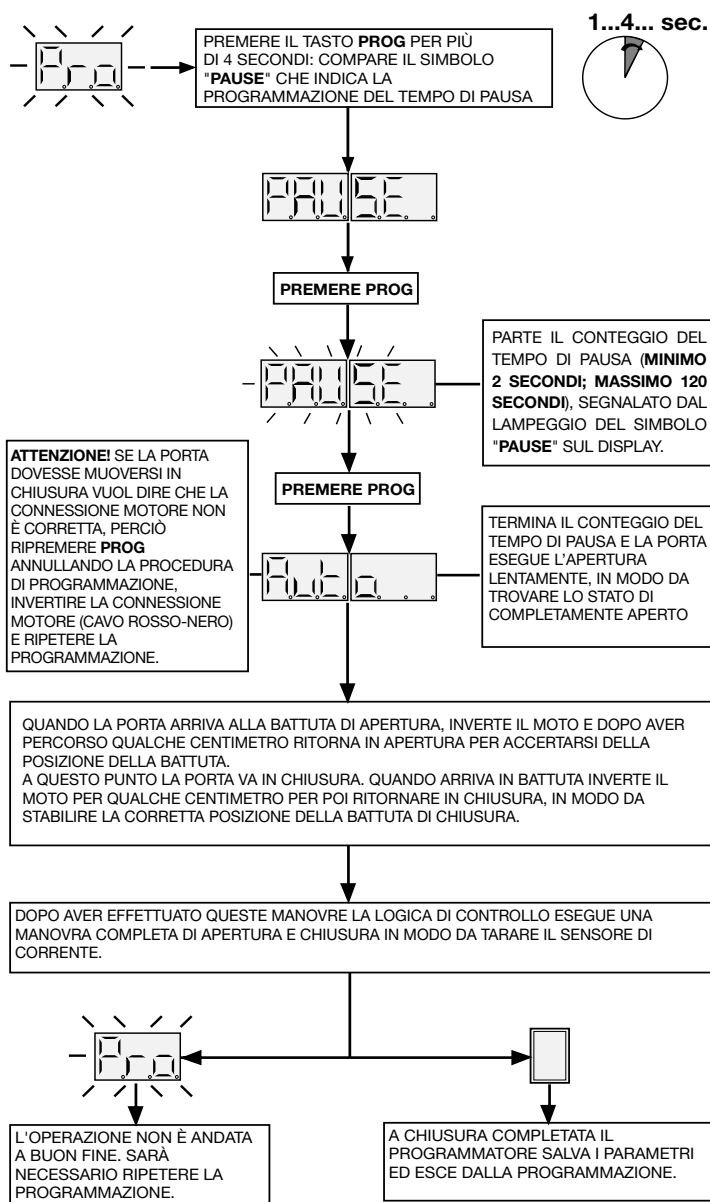 1...4... sec.
Pro
PREMERE IL TASTO PROG PER PIÙ
DI 4 SECONDI: COMPARE IL SIMBOLO
"PAUSE" CHE INDICA LA
PROGRAMMAZIONE DEL TEMPO DI PAUSA
PAUSE
PREMERE PROG
PAUSE
PARTE IL CONTEGGIO DEL
TEMPO DI PAUSA (MINIMO
2 SECONDI; MASSIMO 120
SECONDI), SEGNALATO DAL
LAMPEGGIO DEL SIMBOLO
"PAUSE" SUL DISPLAY.
ATTENZIONE! SE LA PORTA
DOVESSE MUOVERSI IN
CHIUSURA VUOL DIRE CHE LA
CONNESSIONE MOTORE NON
È CORRETTA, PERCIÒ
RIPREMERE PROG
ANNULLANDO LA PROCEDURA
DI PROGRAMMAZIONE,
INVERTIRE LA CONNESSIONE
MOTORE (CAVO ROSSO-NERO)
E RIPETERE LA
PROGRAMMAZIONE.
PREMERE PROG
Auto
TERMINA IL CONTEGGIO DEL
TEMPO DI PAUSA E LA PORTA
ESEGUE L'APERTURA
LENTAMENTE, IN MODO DA
TROVARE LO STATO DI
COMPLETAMENTE APERTO
QUANDO LA PORTA ARRIVA ALLA BATTUTA DI APERTURA, INVERTE IL MOTO E DOPO AVER
PERCORSO QUALCHE CENTIMETRO RITORNA IN APERTURA PER ACCERTARSI DELLA
POSIZIONE DELLA BATTUTA.
A QUESTO PUNTO LA PORTA VA IN CHIUSURA. QUANDO ARRIVA IN BATTUTA INVERTE IL
MOTO PER QUALCHE CENTIMETRO PER POI RITORNARE IN CHIUSURA, IN MODO DA
STABILIRE LA CORRETTA POSIZIONE DELLA BATTUTA DI CHIUSURA.
DOPO AVER EFFETTUATO QUESTE MANOVRE LA LOGICA DI CONTROLLO ESEGUE UNA
MANOVRA COMPLETA DI APERTURA E CHIUSURA IN MODO DA TARARE IL SENSORE DI
CORRENTE.
Pro
L'OPERAZIONE NON È ANDATA
A BUON FINE. SARÀ
NECESSARIO RIPETERE LA
PROGRAMMAZIONE.
A CHIUSURA COMPLETATA IL
PROGRAMMATORE SALVA I PARAMETRI
ED ESCE DALLA PROGRAMMAZIONE.